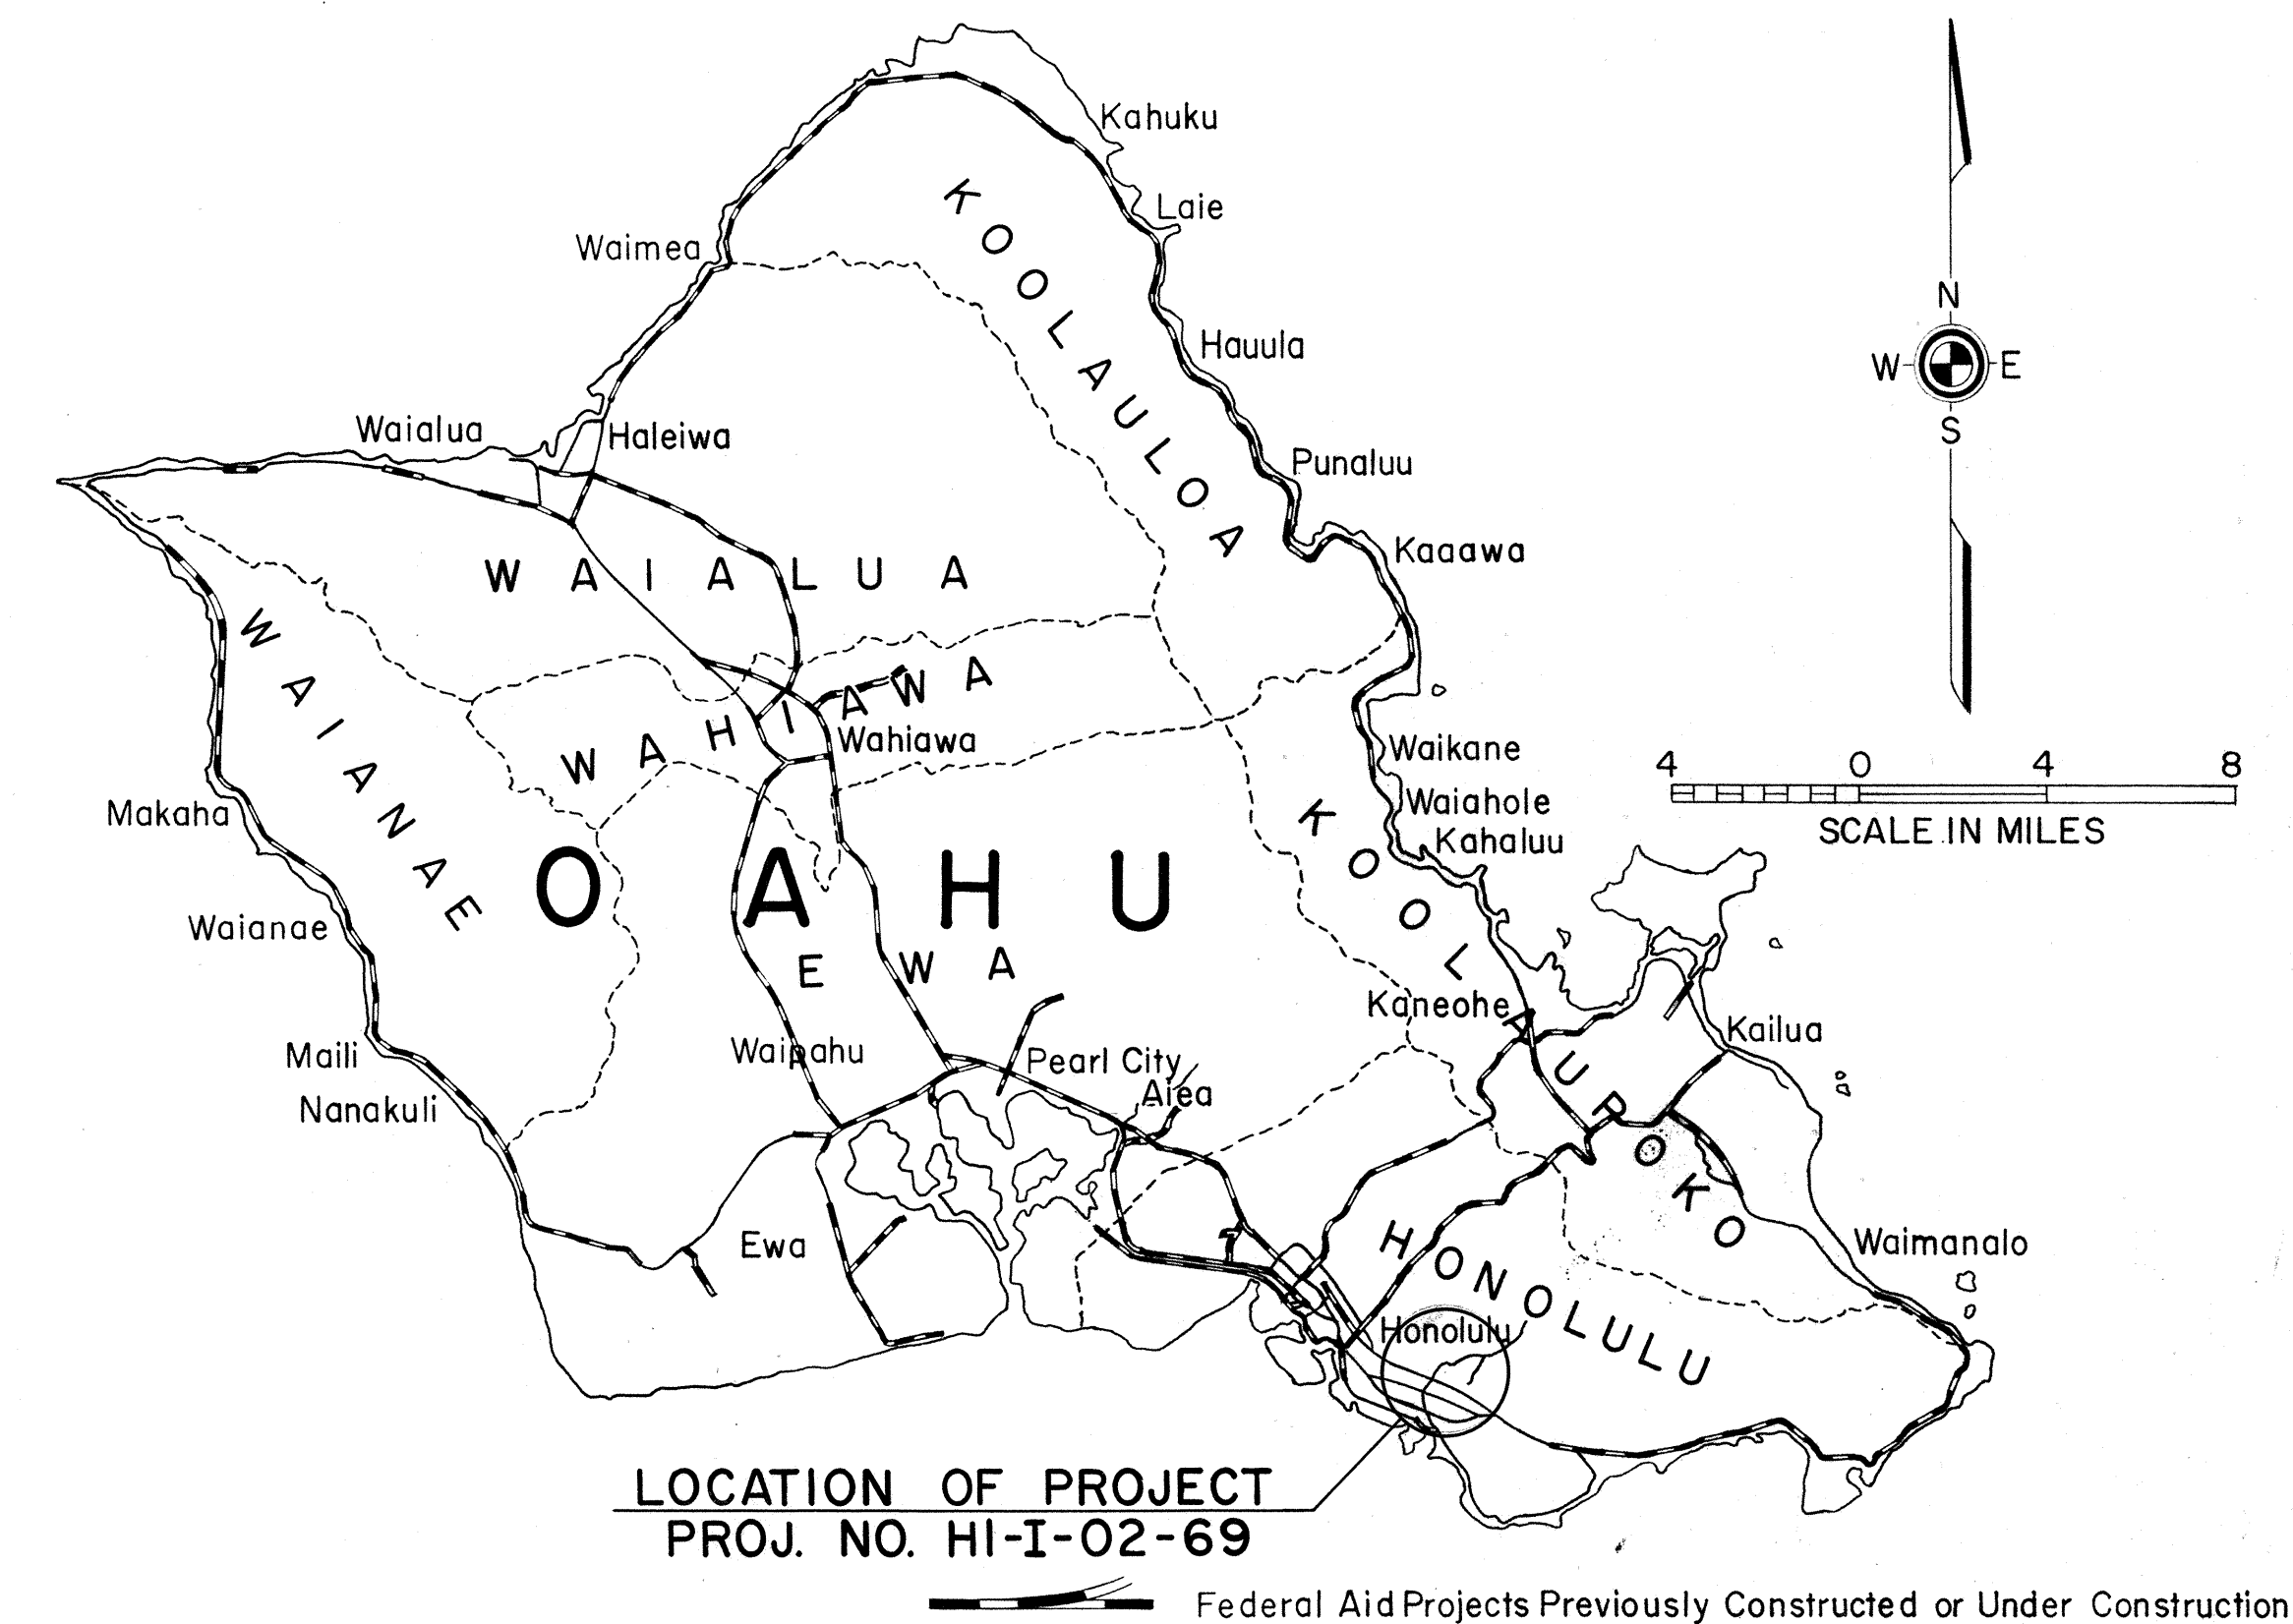 Kahuku
Laie
Waimea
KOOLAULOA
N
W E
S
Hauula
Waialua
Haleiwa
Punaluu
Kaaawa
WAIALUA
WAIANAE
WAHIAWA
Wahiawa
Waikane
4 0 4 8
SCALE IN MILES
Waiahole
Kahaluu
Makaha
OAHU
KOOLAUPOKO
Waianae
EWA
Kaneohe
Kailua
Waipahu
Maili
Pearl City
Aiea
Nanakuli
Ewa
Waimanalo
HONOLULU
Honolulu
LOCATION OF PROJECT
PROJ. NO. HI-I-02-69
Federal Aid Projects Previously Constructed or Under Construction